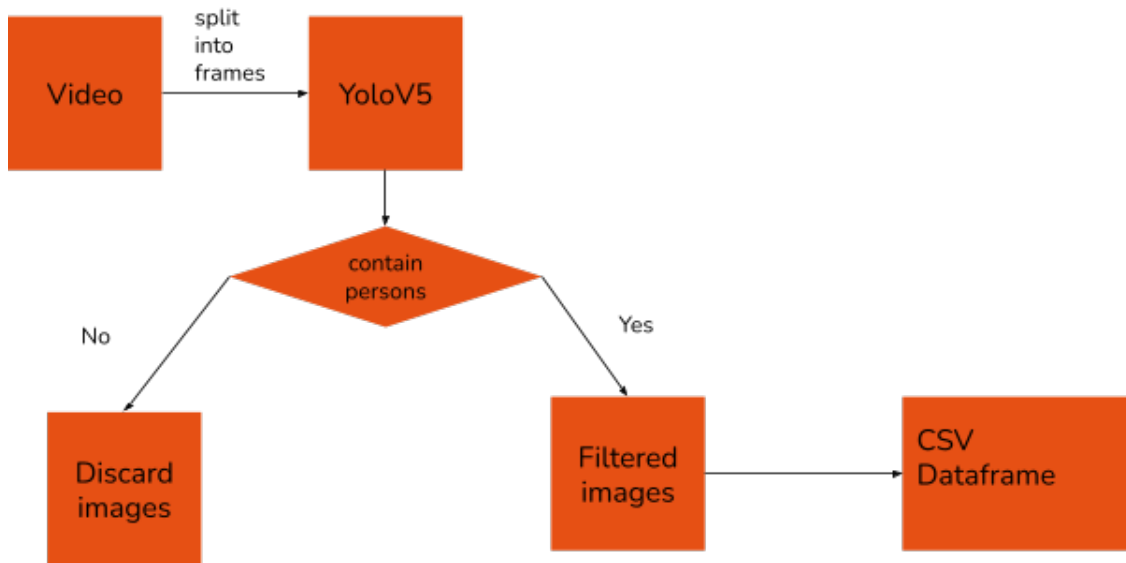 split
into
frames
Video
YoloV5
contain
persons
No
Yes
Discard
images
Filtered
images
CSV
Dataframe